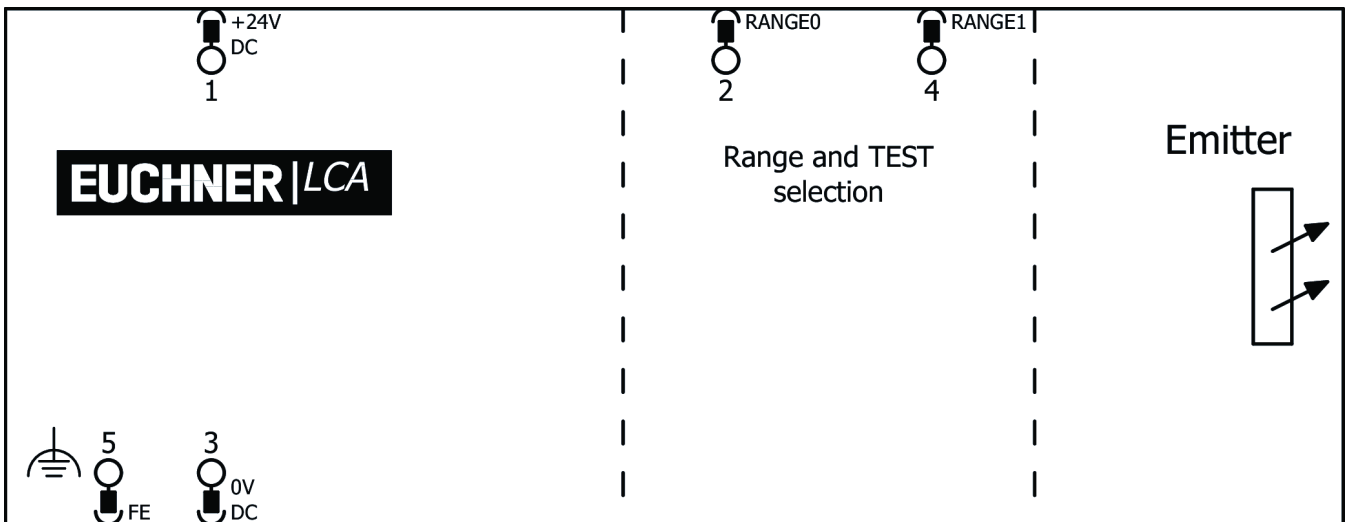 +24V
DC
1
RANGE0
2
RANGE1
4
EUCHNER|LCA
Range and TEST
selection
Emitter
5
FE
3
0V
DC